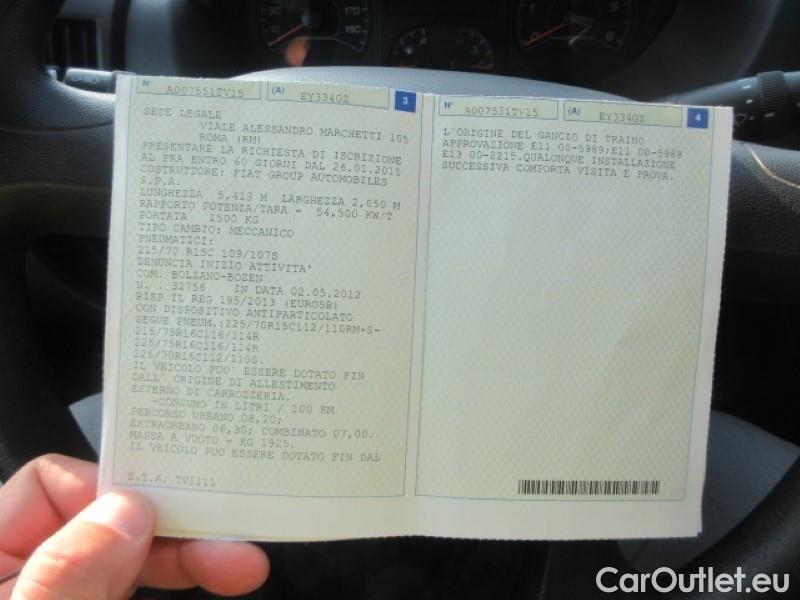 N° A007551TV15 (A) EY334GZ 3
SEDE LEGALE
VIALE ALESSANDRO MARCHETTI 105
ROMA (RM)
PRESENTARE LA RICHIESTA DI ISCRIZIONE
AL PRA ENTRO 60 GIORNI DAL 26.01.2015
COSTRUTTORE: FIAT GROUP AUTOMOBILES
S.P.A.
LUNGHEZZA 5,413 M LARGHEZZA 2,050 M
RAPPORTO POTENZA/TARA = 54,500 KW/T
PORTATA 1500 KG
TIPO CAMBIO: MECCANICO
PNEUMATICI:
215/70 R15C 109/107S
DENUNCIA INIZIO ATTIVITA'
COM. BOLZANO-BOZEN
N. : 32756 IN DATA 02.05.2012
RISP IL REG 195/2013 (EURO5B)
CON DISPOSITIVO ANTIPARTICOLATO
SEGUE PNEUM.:225/70R15C112/110RM+S-
215/75R16C116/114R
225/75R16C116/114R
225/70R15C112/110S.
IL VEICOLO PUO' ESSERE DOTATO FIN
DALL' ORIGINE DI ALLESTIMENTO
ESTERNO DI CARROZZERIA.
-CONSUMO IN LITRI / 100 KM
PERCORSO URBANO 08,20;
EXTRAURBANO 06,30; COMBINATO 07,00.
MASSA A VUOTO - KG 1925.
IL VEICOLO PUO'ESSERE DOTATO FIN DAL
S.T.A. TV1111
N° A007551TV15 (A) EY334GZ 4
L'ORIGINE DEL GANCIO DI TRAINO
APPROVAZIONE E11 00-5989;E11 00-5988
E13 00-2215.QUALUNQUE INSTALLAZIONE
SUCCESSIVA COMPORTA VISITA E PROVA.
CarOutlet.eu